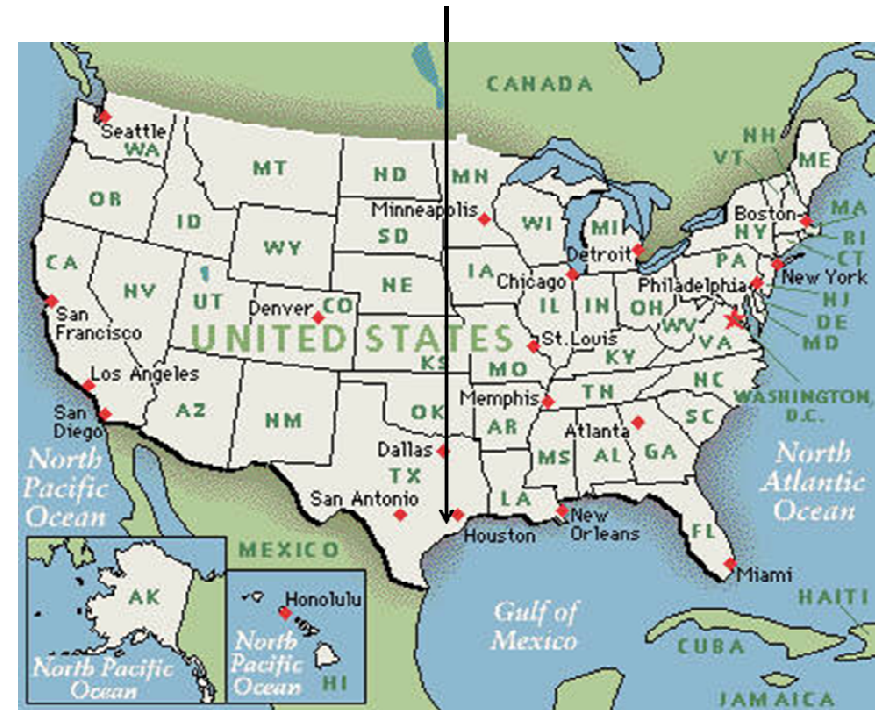 CANADA
Seattle
WA
MT
ND
MN
NH
VT
ME
OR
ID
WY
SD
Minneapolis
WI
MI
Detroit
Boston
NY
MA
RI
CT
CA
NV
UT
Denver
CO
NE
IA
Chicago
IL
IN
OH
PA
Philadelphia
New York
NJ
DE
MD
WV
VA
San
Francisco
UNITED STATES
KS
MO
St.Louis
KY
Los Angeles
San
Diego
AZ
NM
OK
AR
Memphis
TN
NC
SC
WASHINGTON,
D.C.
Dallas
TX
MS
AL
GA
Atlanta
LA
San Antonio
Houston
New
Orleans
FL
Miami
North
Pacific
Ocean
North
Atlantic
Ocean
MEXICO
Gulf of
Mexico
AK
North Pacific
Ocean
Honolulu
North
Pacific
Ocean
HI
HAITI
CUBA
JAMAICA